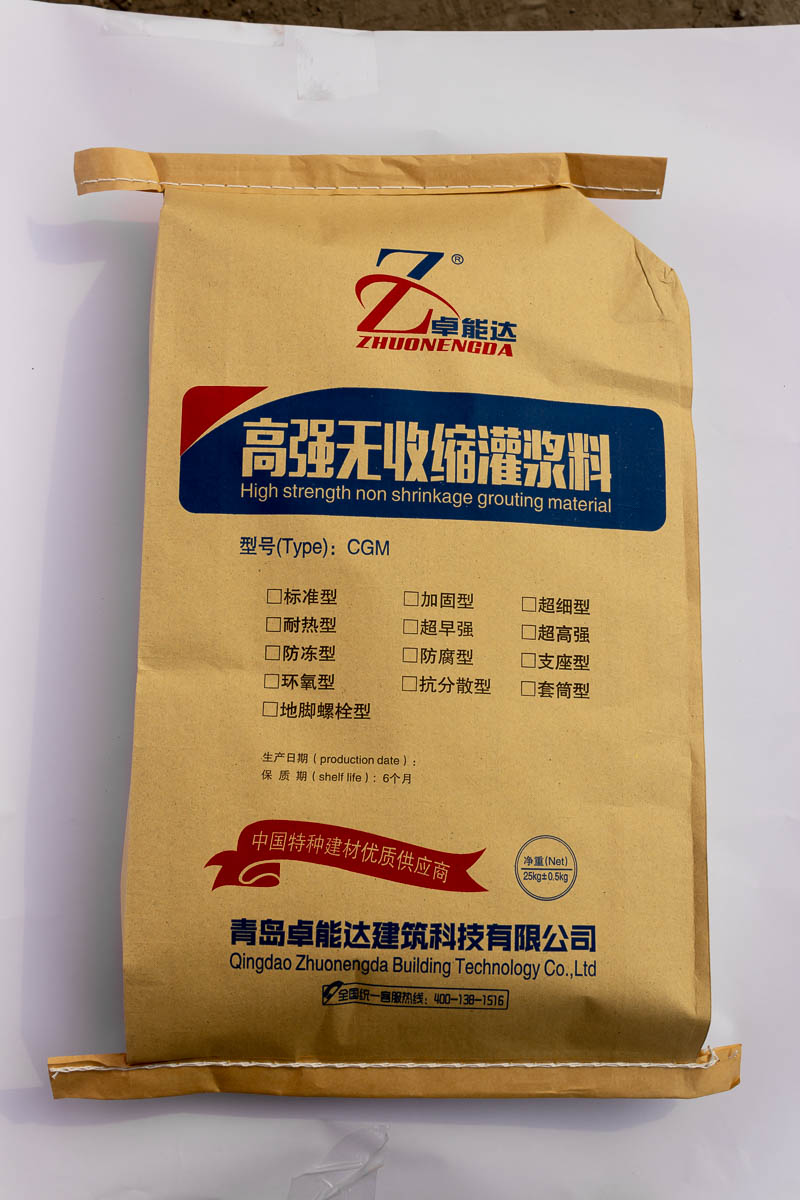 Z®
卓能达
ZHUONENGDA
高强无收缩灌浆料
High strength non shrinkage grouting material
型号(Type)：CGM
□标准型 □加固型 □超细型
□耐热型 □超早强 □超高强
□防冻型 □防腐型 □支座型
□环氧型 □抗分散型 □套筒型
□地脚螺栓型
生产日期（production date）：
保 质 期（shelf life）：6个月
中国特种建材优质供应商
净重(Net)
25kg±0.5kg
青岛卓能达建筑科技有限公司
Qingdao Zhuonengda Building Technology Co.,Ltd
全国统一客服热线：400-138-1516